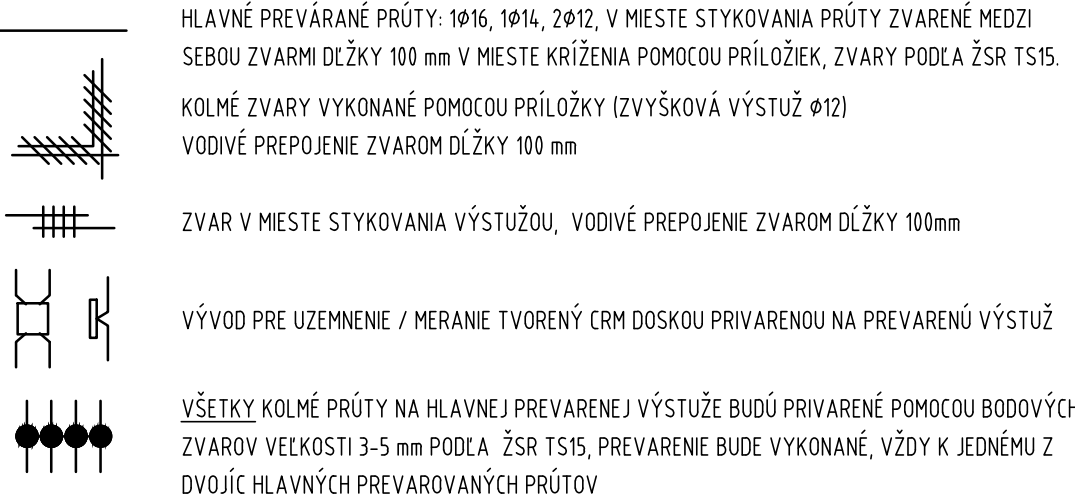 HLAVNÉ PREVÁRANÉ PRÚTY: 1Ø16, 1Ø14, 2Ø12, V MIESTE STYKOVANIA PRÚTY ZVARENÉ MEDZI
SEBOU ZVARMI DĽŽKY 100 mm V MIESTE KRÍŽENIA POMOCOU PRÍLOŽIEK, ZVARY PODĽA ŽSR TS15.
KOLMÉ ZVARY VYKONANÉ POMOCOU PRÍLOŽKY (ZVYŠKOVÁ VÝSTUŽ Ø12)
VODIVÉ PREPOJENIE ZVAROM DĹŽKY 100 mm
ZVAR V MIESTE STYKOVANIA VÝSTUŽOU, VODIVÉ PREPOJENIE ZVAROM DĹŽKY 100mm
VÝVOD PRE UZEMNENIE / MERANIE TVORENÝ CRM DOSKOU PRIVARENOU NA PREVARENÚ VÝSTUŽ
VŠETKY KOLMÉ PRÚTY NA HLAVNEJ PREVARENEJ VÝSTUŽE BUDÚ PRIVARENÉ POMOCOU BODOVÝCH
ZVAROV VEĽKOSTI 3-5 mm PODĽA ŽSR TS15, PREVARENIE BUDE VYKONANÉ, VŽDY K JEDNÉMU Z
DVOJÍC HLAVNÝCH PREVAROVANÝCH PRÚTOV